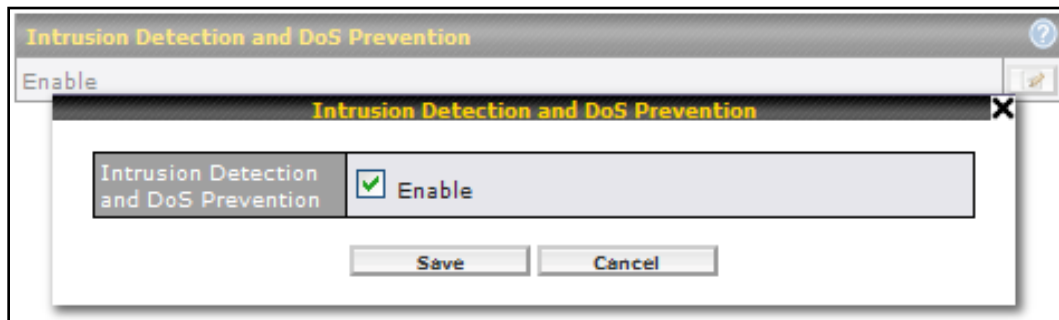 Intrusion Detection and DoS Prevention
?
Enable
Intrusion Detection and DoS Prevention
Intrusion Detection
and DoS Prevention
Enable
Save
Cancel